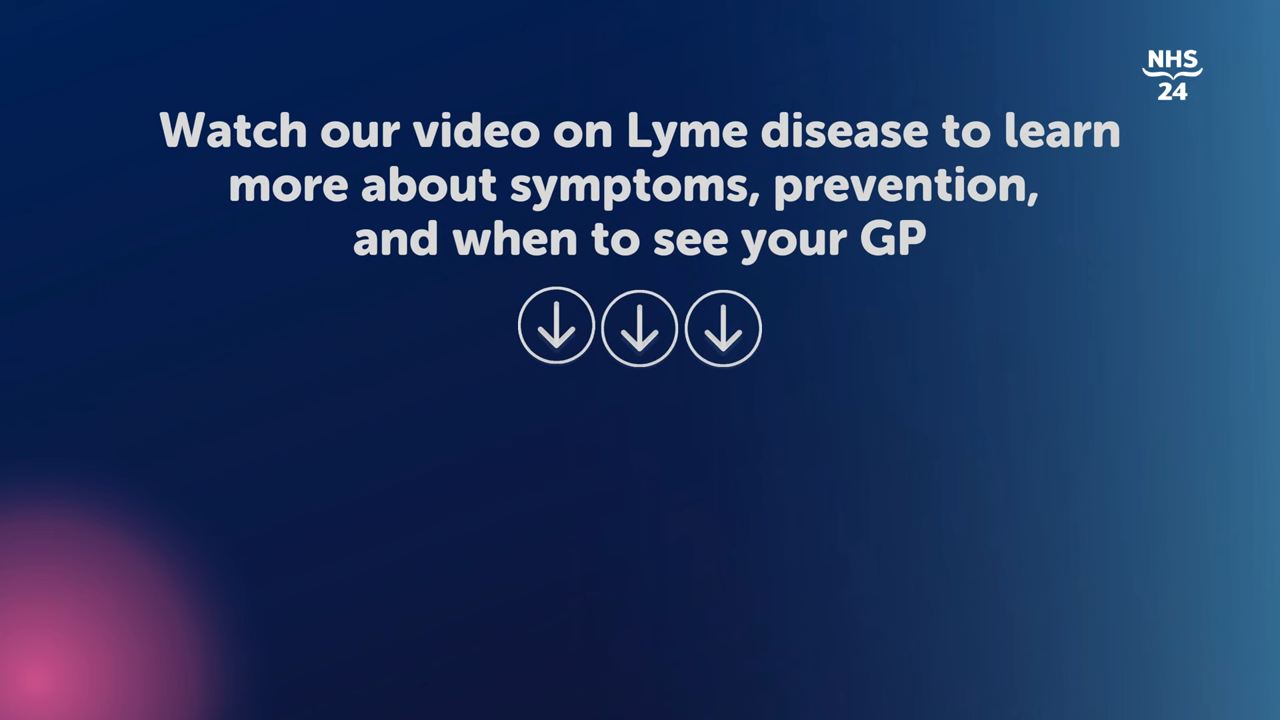 NHS
24
Watch our video on Lyme disease to learn
more about symptoms, prevention,
and when to see your GP